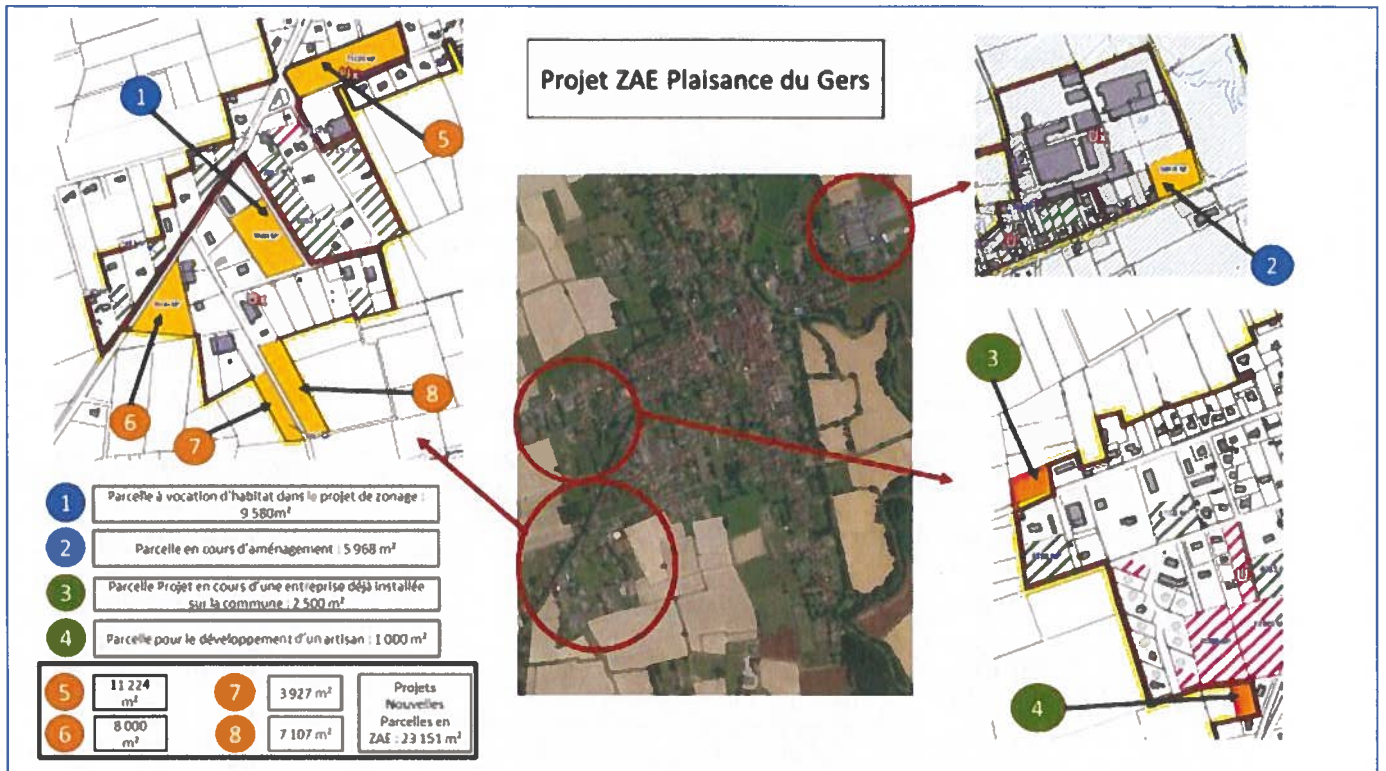 Projet ZAE Plaisance du Gers
1
5
6
7
8
2
3
4
1
Parcelle à vocation d'habitat dans le projet de zonage :
9 580m²
2
Parcelle en cours d'aménagement : 5 968 m²
3
Parcelle Projet en cours d'une entreprise déjà installée
sur la commune : 2 500 m²
4
Parcelle pour le développement d'un artisan : 1 000 m²
5
11 224
m²
7
3 927 m²
6
8 000
m²
8
7 107 m²
Projets
Nouvelles
Parcelles en
ZAE : 23 151 m²